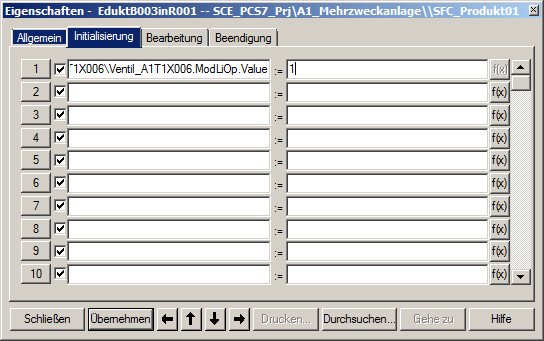 Eigenschaften - EduktB003inR001 -- SCE_PCS7_Prj\A1_Mehrzweckanlage\\SFC_Produkt01
Allgemein Initialisierung Bearbeitung Beendigung
1 T1X006\\Ventil_A1T1X006.ModLiOp.Value := 1 f(x)
2 := f(x)
3 := f(x)
4 := f(x)
5 := f(x)
6 := f(x)
7 := f(x)
8 := f(x)
9 := f(x)
10 := f(x)
Schließen Übernehmen Drucken... Durchsuchen... Gehe zu Hilfe